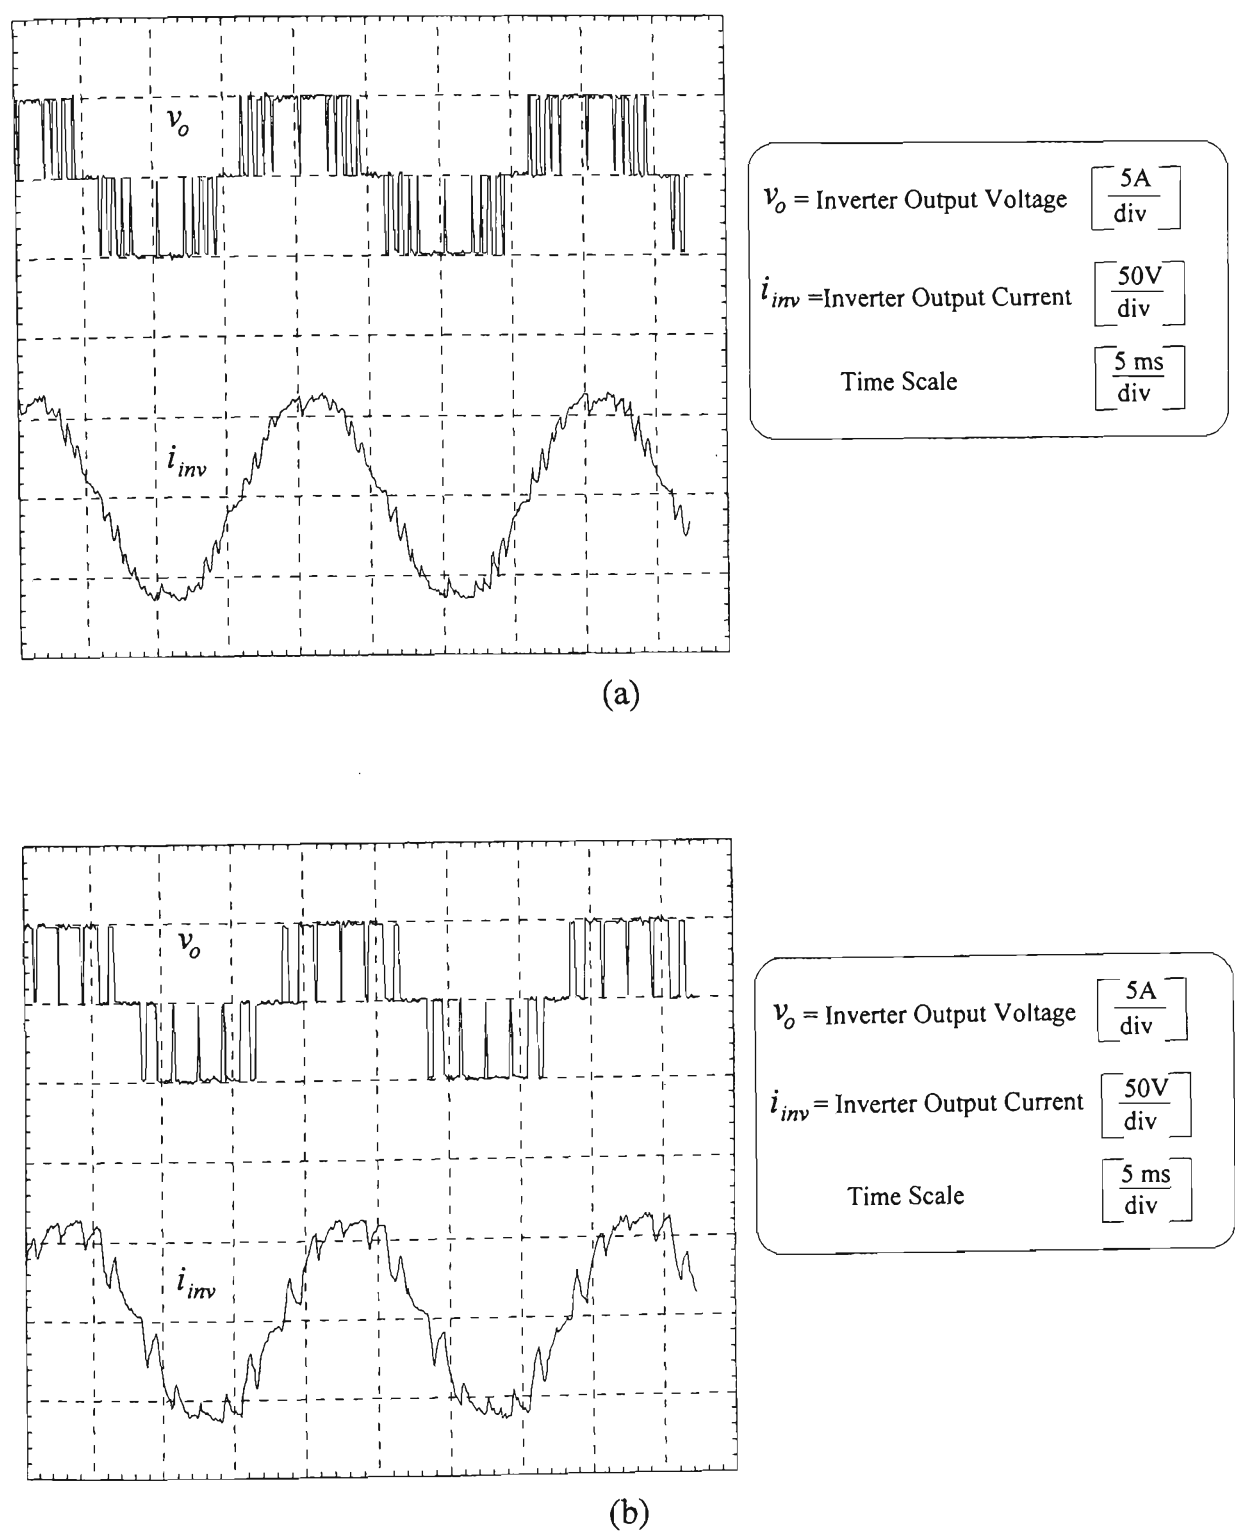 v_o
v_o = Inverter Output Voltage [5A/div]
i_inv =Inverter Output Current [50V/div]
Time Scale [5 ms/div]
i_inv
(a)
v_o
v_o = Inverter Output Voltage [5A/div]
i_inv = Inverter Output Current [50V/div]
Time Scale [5 ms/div]
i_inv
(b)